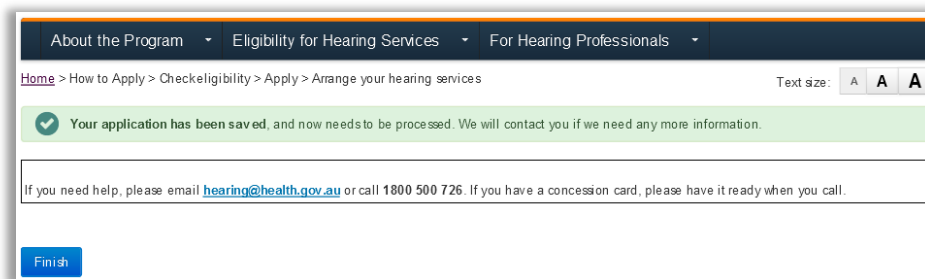 About the Program Eligibility for Hearing Services For Hearing Professionals
Home > How to Apply > Checkeligibility > Apply > Arrange your hearing services Text size: A A A
Your application has been saved, and now needs to be processed. We will contact you if we need any more information.
If you need help, please email hearing@health.gov.au or call 1800 500 726. If you have a concession card, please have it ready when you call.
Finish